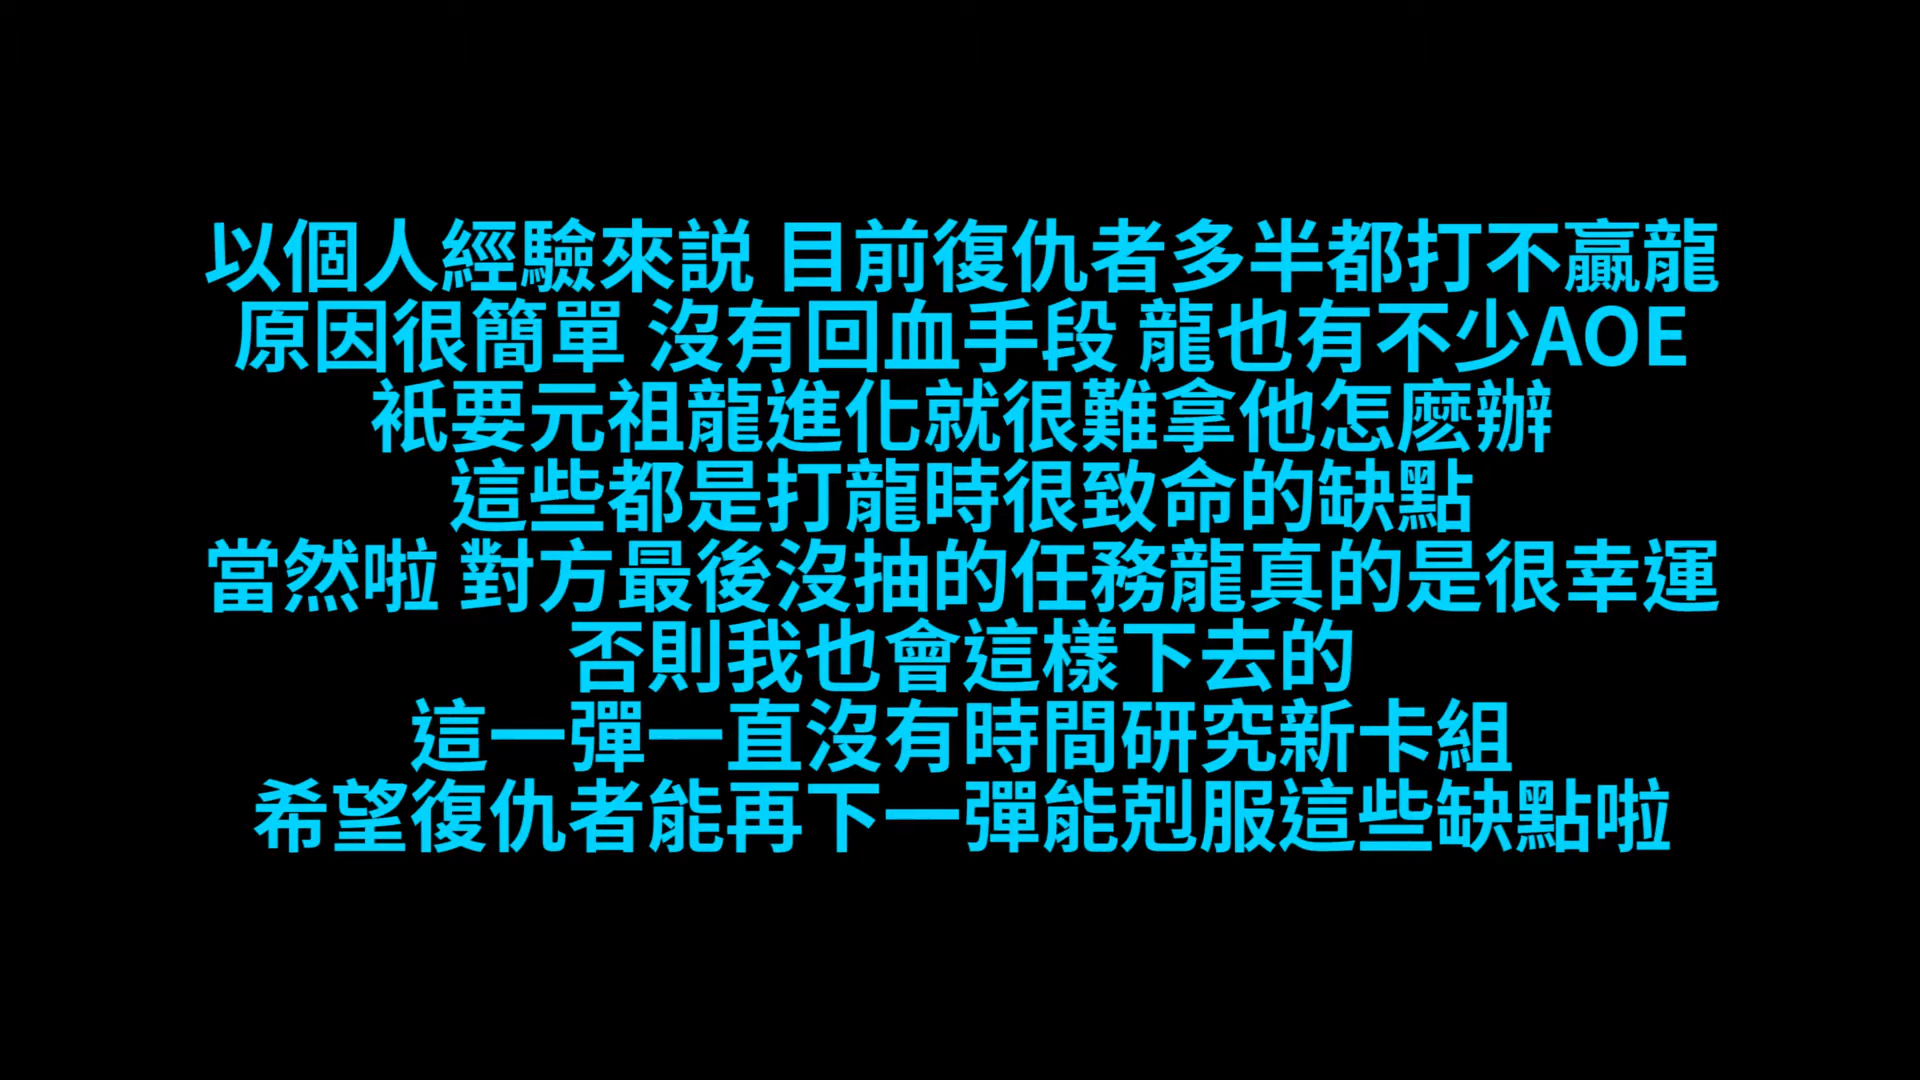 以個人經驗來説 目前復仇者多半都打不贏龍
原因很簡單 沒有回血手段 龍也有不少AOE
衹要元祖龍進化就很難拿他怎麽辦
這些都是打龍時很致命的缺點
當然啦 對方最後沒抽的任務龍真的是很幸運
否則我也會這樣下去的
這一彈一直沒有時間研究新卡組
希望復仇者能再下一彈能剋服這些缺點啦